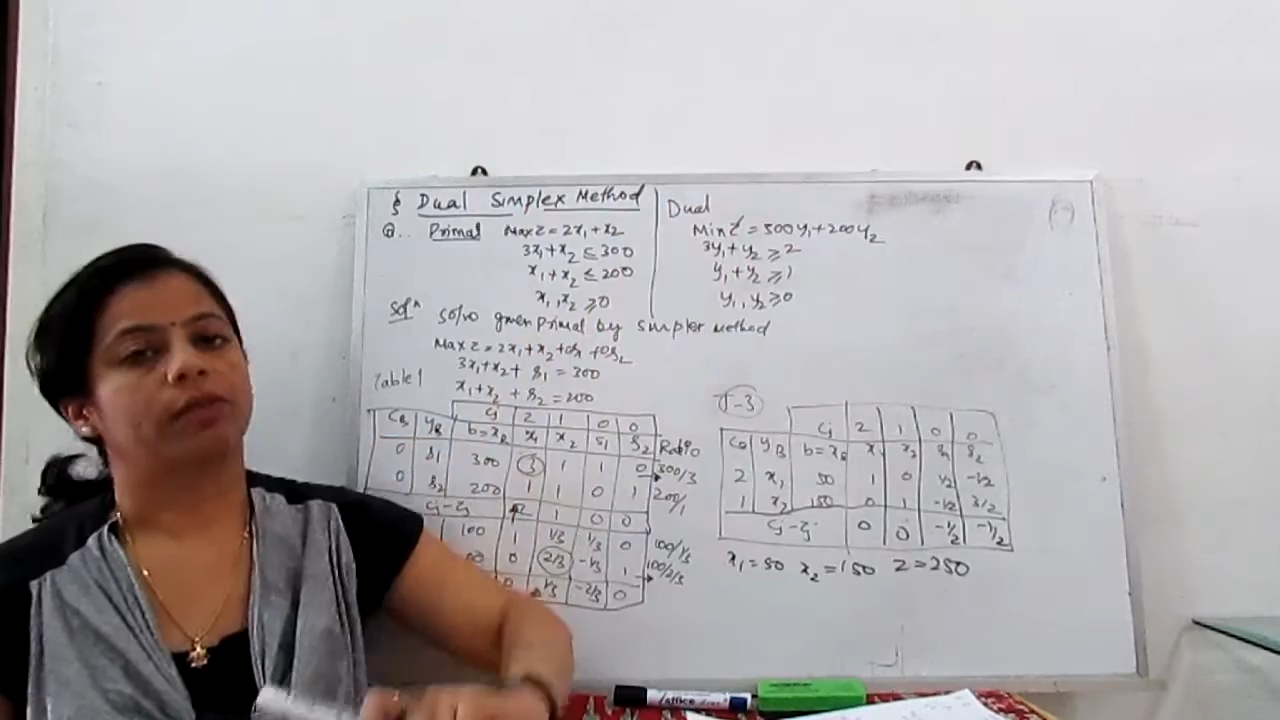 § Dual Simplex Method
Q.. Primal Max Z = 2x₁ + x₂
3x₁ + x₂ ≤ 300
x₁ + x₂ ≤ 200
x₁, x₂ ≥ 0
Dual
Min Z' = 300y₁ + 200y₂
3y₁ + y₂ ≥ 2
y₁ + y₂ ≥ 1
y₁, y₂ ≥ 0
Solⁿ Solve given Primal by simplex method
Max Z = 2x₁ + x₂ + 0s₁ + 0s₂
3x₁ + x₂ + s₁ = 300
x₁ + x₂ + s₂ = 200
Table 1
Cj 2 1 0 0
CB YB b=xB x₁ x₂ s₁ s₂ Ratio
0 s₁ 300 3 1 1 0 300/3
0 s₂ 200 1 1 0 1 200/1
Cj-Zj 2 1 0 0
100 1 1/3 1/3 0 100/1/3
0 2/3 -1/3 1 100/2/3
0 1/3 -2/3 0
T-3
Cj 2 1 0 0
CB YB b=xB x₁ x₂ s₁ s₂
2 x₁ 50 1 0 1/2 -1/2
1 x₂ 150 0 1 -1/2 3/2
Cj-Zj 0 0 -1/2 -1/2
x₁ = 50 x₂ = 150 Z = 250
office